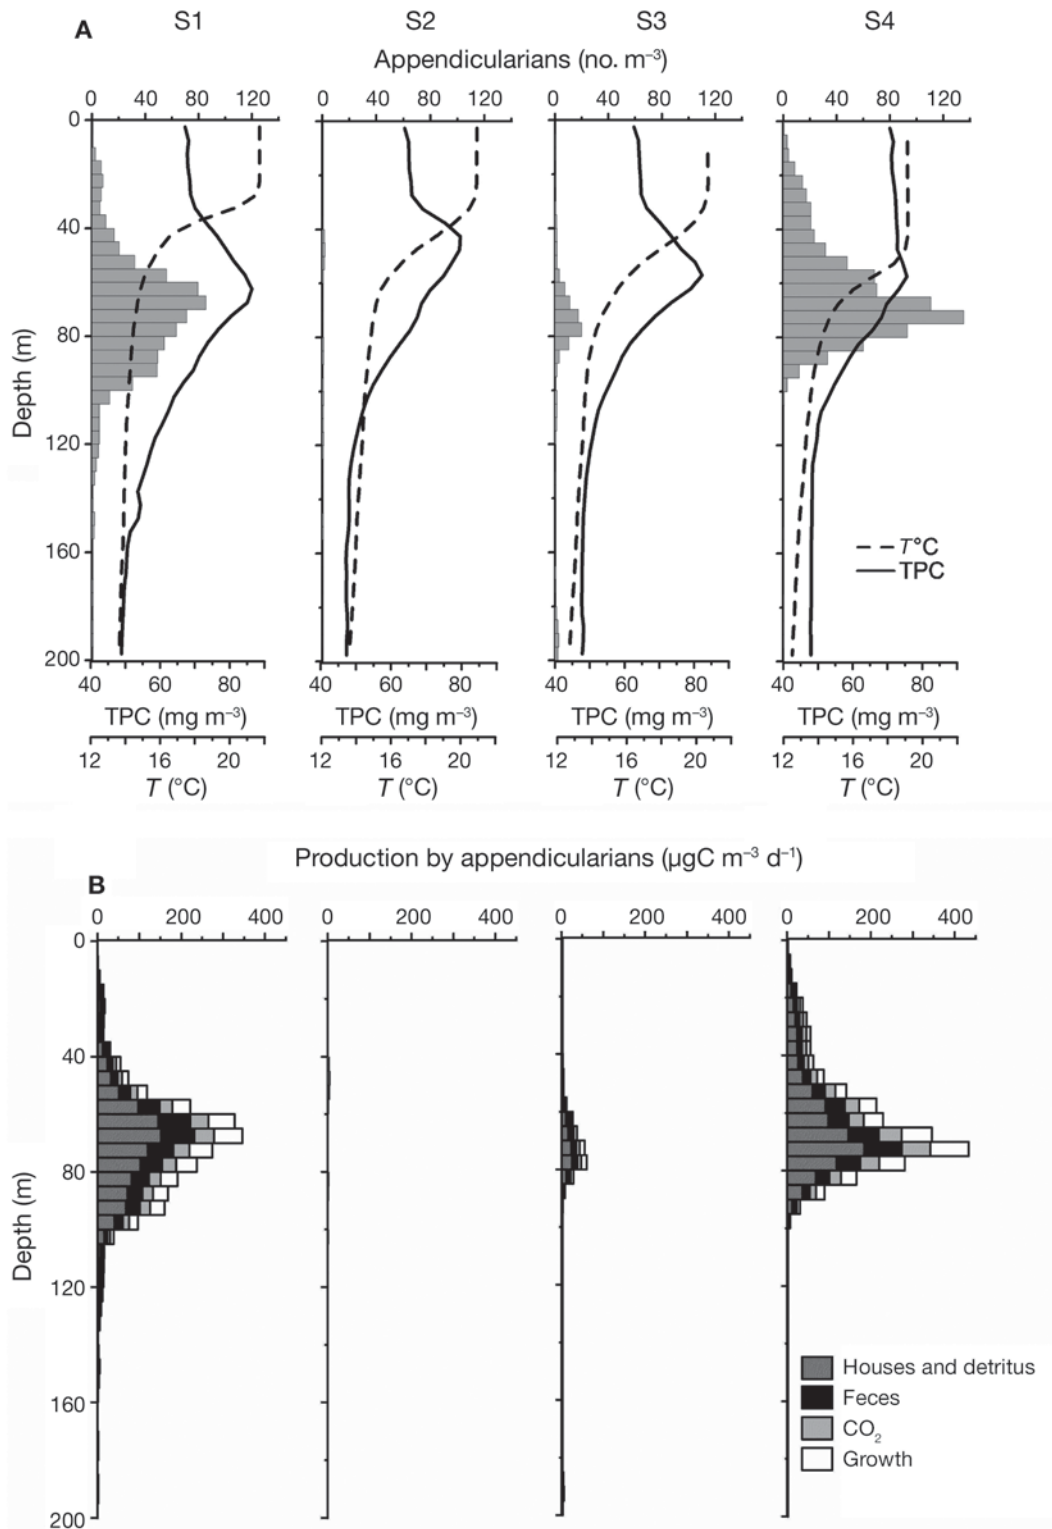 A S1 S2 S3 S4
Appendicularians (no. m⁻³)
0 40 80 120 0 40 80 120 0 40 80 120 0 40 80 120
0
40
80
Depth (m)
120
160
T°C
TPC
200
40 60 80 40 60 80 40 60 80 40 60 80
TPC (mg m⁻³) TPC (mg m⁻³) TPC (mg m⁻³) TPC (mg m⁻³)
12 16 20 12 16 20 12 16 20 12 16 20
T (°C) T (°C) T (°C) T (°C)
Production by appendicularians (µgC m⁻³ d⁻¹)
B
0 200 400 0 200 400 0 200 400 0 200 400
0
40
80
Depth (m)
120
160
200
Houses and detritus
Feces
CO₂
Growth